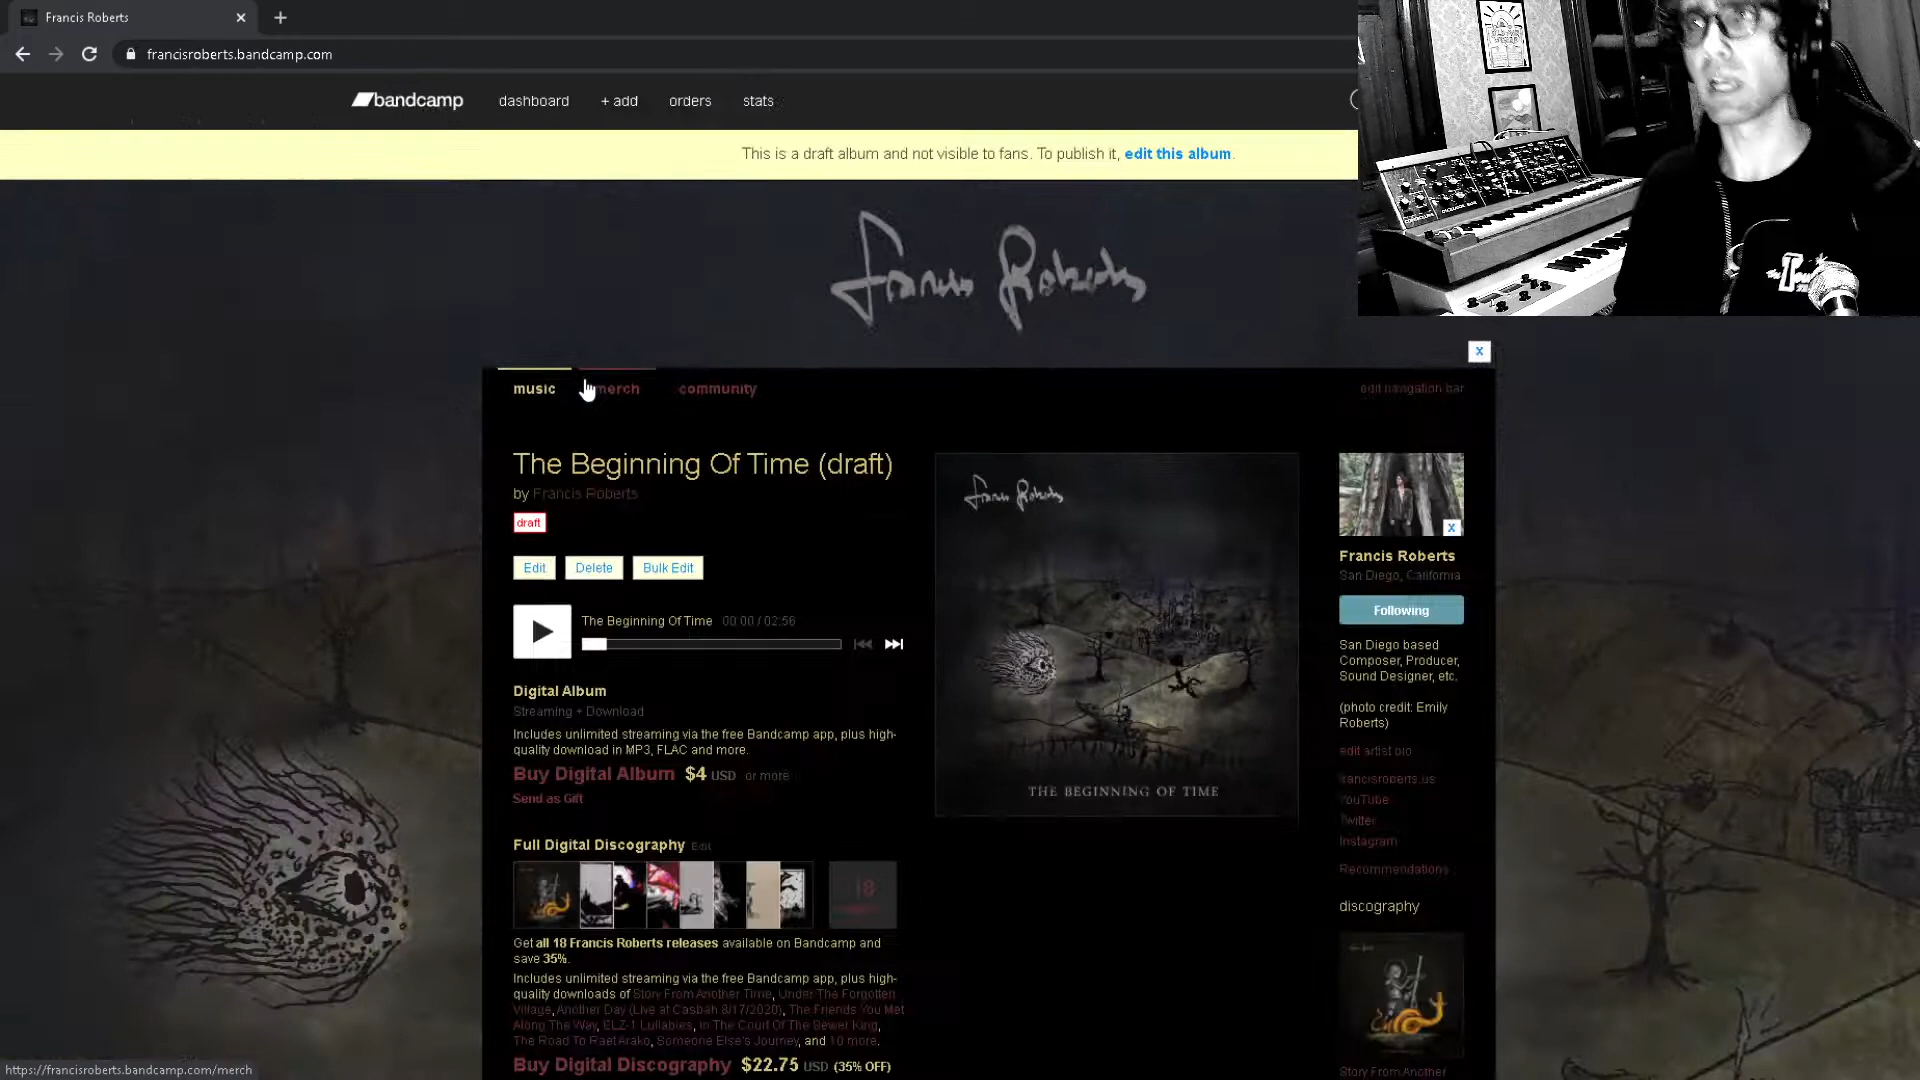 Francis Roberts
francisroberts.bandcamp.com
bandcamp
dashboard
+ add
orders
stats
This is a draft album and not visible to fans. To publish it, edit this album.
Francis Roberts
music
merch
community
edit navigation bar
The Beginning Of Time (draft)
by Francis Roberts
draft
Edit
Delete
Bulk Edit
The Beginning Of Time 00:00 / 02:56
Digital Album
Streaming + Download
Includes unlimited streaming via the free Bandcamp app, plus high-
quality download in MP3, FLAC and more.
Buy Digital Album $4 USD or more
Send as Gift
Full Digital Discography Edit
18
Get all 18 Francis Roberts releases available on Bandcamp and
save 35%.
Includes unlimited streaming via the free Bandcamp app, plus high-
quality downloads of Story From Another Time, Under The Forgotten
Village, Another Day (Live at Casbah 8/17/2020), The Friends You Met
Along The Way, ELZ-1 Lullabies, In The Court Of The Sewer King,
The Road To Raet Arako, Someone Else's Journey, and 10 more.
Buy Digital Discography $22.75 USD (35% OFF)
Francis Roberts
THE BEGINNING OF TIME
X
X
Francis Roberts
San Diego, California
Following
San Diego based
Composer, Producer,
Sound Designer, etc.
(photo credit: Emily
Roberts)
edit artist bio
francisroberts.us
YouTube
Twitter
Instagram
Recommendations
discography
Story From Another
https://francisroberts.bandcamp.com/merch